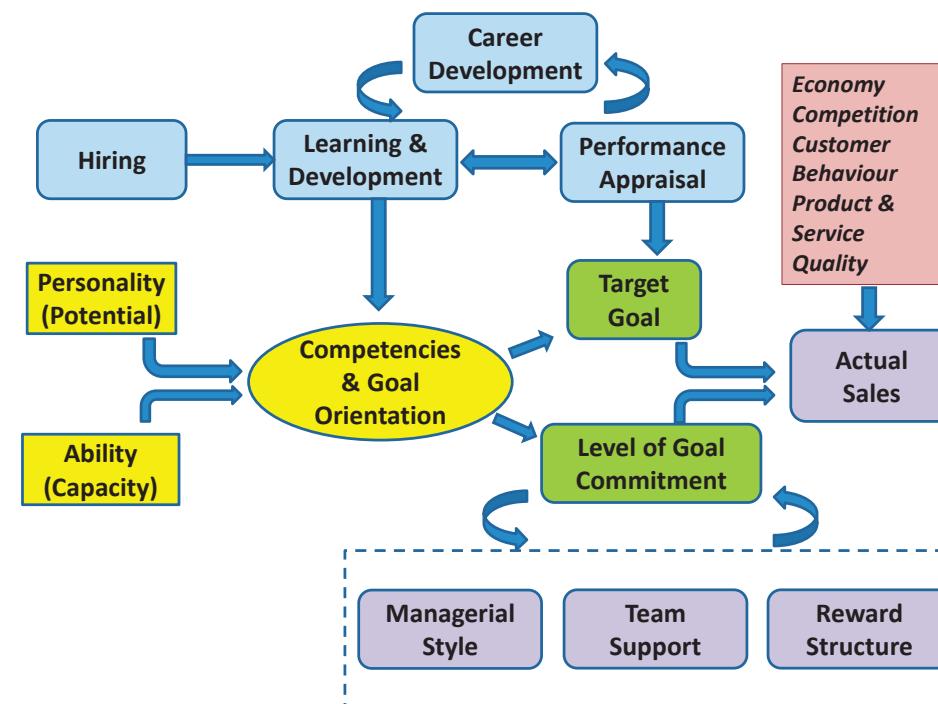 Career
Development
Economy
Competition
Customer
Behaviour
Product &
Service
Quality
Hiring
Learning &
Development
Performance
Appraisal
Personality
(Potential)
Target
Goal
Competencies
& Goal
Orientation
Actual
Sales
Ability
(Capacity)
Level of Goal
Commitment
Managerial
Style
Team
Support
Reward
Structure